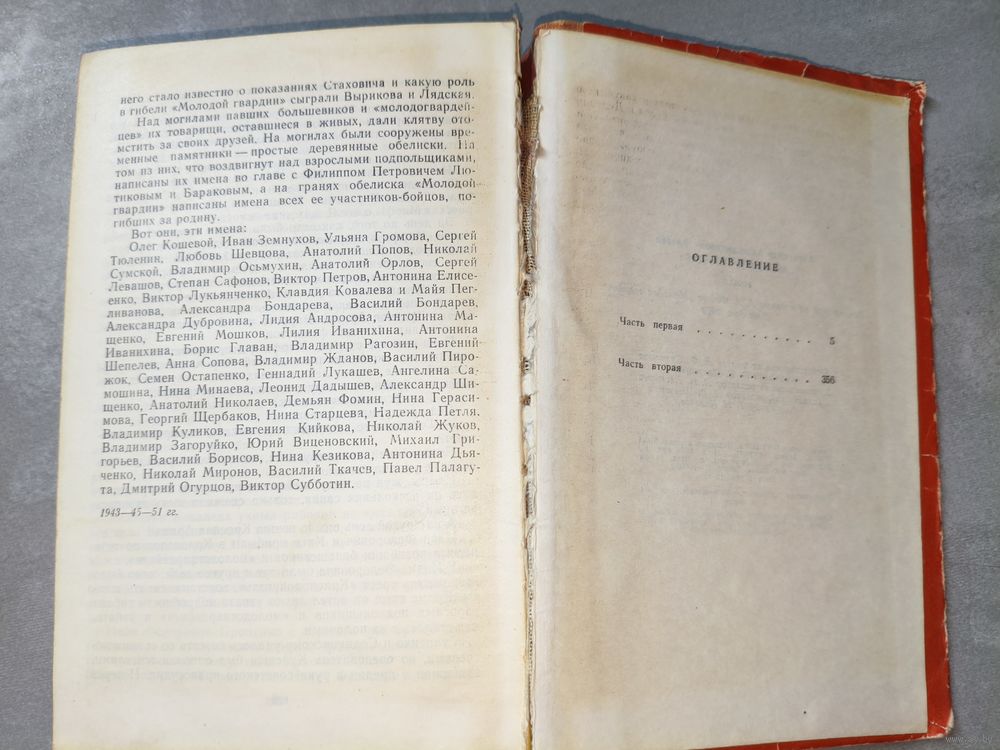 него стало известно о показаниях Стаховича и какую роль
в гибели «Молодой гвардии» сыграли Вырикова и Лядская.
Над могилами павших большевиков и «молодогвардей-
цев» их товарищи, оставшиеся в живых, дали клятву ото-
мстить за своих друзей. На могилах были сооружены вре-
менные памятники — простые деревянные обелиски. На
том из них, что воздвигнут над взрослыми подпольщиками,
написаны их имена во главе с Филиппом Петровичем Лю-
тиковым и Бараковым, а на гранях обелиска «Молодой
гвардии» написаны имена всех ее участников-бойцов, по-
гибших за родину.
Вот они, эти имена:
Олег Кошевой, Иван Земнухов, Ульяна Громова, Сергей
Тюленин, Любовь Шевцова, Анатолий Попов, Николай
Сумской, Владимир Осьмухин, Анатолий Орлов, Сергей
Левашов, Степан Сафонов, Виктор Петров, Антонина Елисе-
енко, Виктор Лукьянченко, Клавдия Ковалева и Майя Пег-
ливанова, Александра Бондарева, Василий Бондарев,
Александра Дубровина, Лидия Андросова, Антонина Ма-
щенко, Евгений Мошков, Лилия Иванихина, Антонина
Иванихина, Борис Главан, Владимир Рагозин, Евгений
Шепелев, Анна Сопова, Владимир Жданов, Василий Пиро-
жок, Семен Остапенко, Геннадий Лукашев, Ангелина Са-
мошина, Нина Минаева, Леонид Дадышев, Александр Ши-
щенко, Анатолий Николаев, Демьян Фомин, Нина Гераси-
мова, Георгий Щербаков, Нина Старцева, Надежда Петля,
Владимир Куликов, Евгения Кийкова, Николай Жуков,
Владимир Загоруйко, Юрий Виценовский, Михаил Гри-
горьев, Василий Борисов, Нина Кезикова, Антонина Дья-
ченко, Николай Миронов, Василий Ткачев, Павел Палагу-
та, Дмитрий Огурцов, Виктор Субботин.
1943—45—51 гг.
ОГЛАВЛЕНИЕ
Часть первая . . . . . . . . . . 5
Часть вторая . . . . . . . . . . . 356